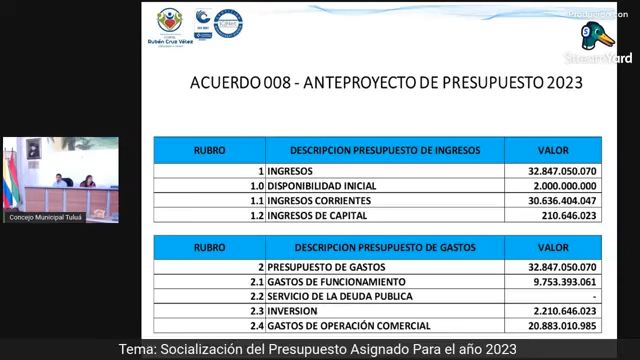 Producido con
StreamYard
Rubén Cruz Vélez
ACUERDO 008 - ANTEPROYECTO DE PRESUPUESTO 2023
RUBRO DESCRIPCION PRESUPUESTO DE INGRESOS VALOR
1 INGRESOS 32.847.050.070
1.0 DISPONIBILIDAD INICIAL 2.000.000.000
1.1 INGRESOS CORRIENTES 30.636.404.047
1.2 INGRESOS DE CAPITAL 210.646.023
RUBRO DESCRIPCION PRESUPUESTO DE GASTOS VALOR
2 PRESUPUESTO DE GASTOS 32.847.050.070
2.1 GASTOS DE FUNCIONAMIENTO 9.753.393.061
2.2 SERVICIO DE LA DEUDA PUBLICA -
2.3 INVERSION 2.210.646.023
2.4 GASTOS DE OPERACIÓN COMERCIAL 20.883.010.985
Concejo Municipal Tuluá
Tema: Socialización del Presupuesto Asignado Para el año 2023